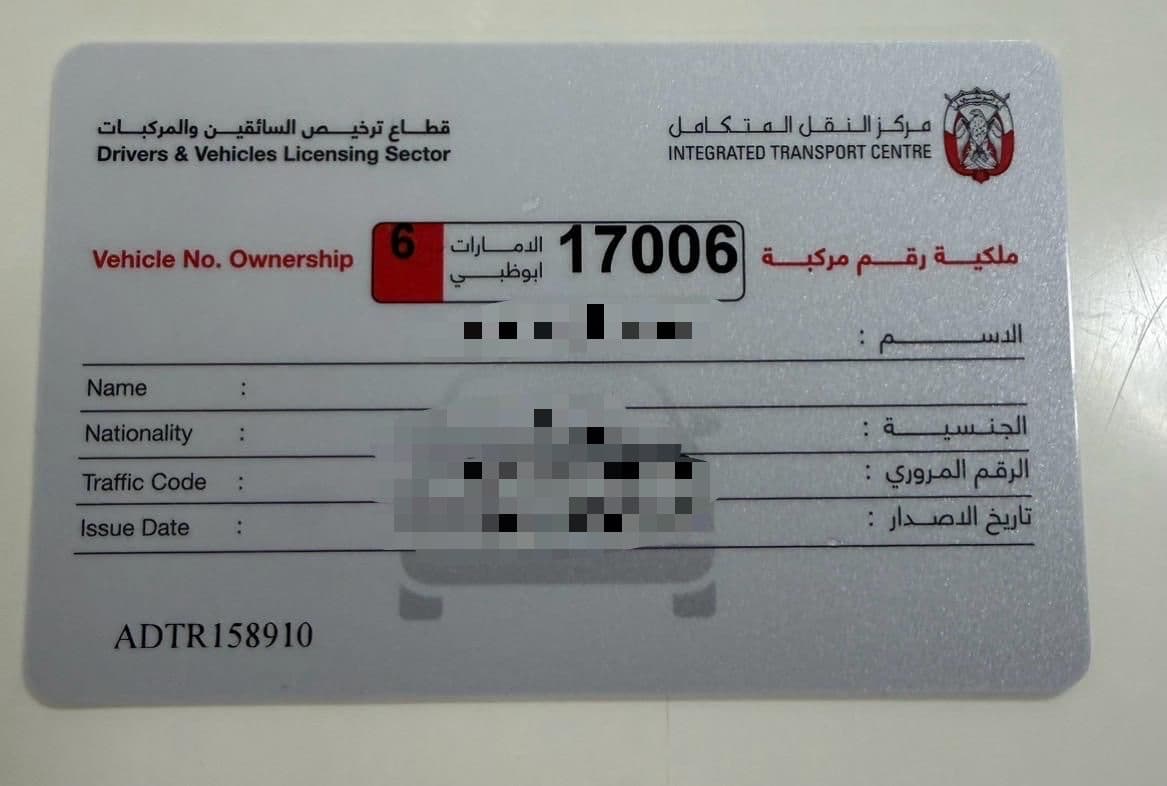 قطاع ترخيص السائقين والمركبات
Drivers & Vehicles Licensing Sector
مركز النقل المتكامل
INTEGRATED TRANSPORT CENTRE
Vehicle No. Ownership
6
الامارات
ابوظبي
17006
ملكية رقم مركبة
الاسم :
Name :
Nationality :
الجنسية :
Traffic Code :
الرقم المروري :
Issue Date :
تاريخ الاصدار :
ADTR158910